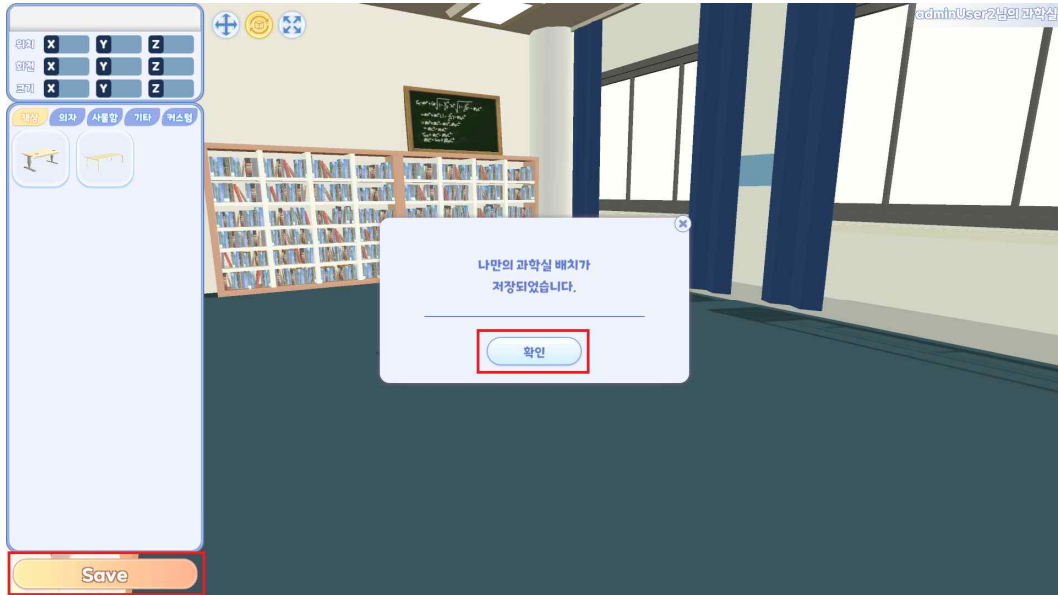 adminUser2님의 과학실
위치 X Y Z
회전 X Y Z
크기 X Y Z
책상 의자 사물함 기타 커스텀
나만의 과학실 배치가
저장되었습니다.
확인
Save